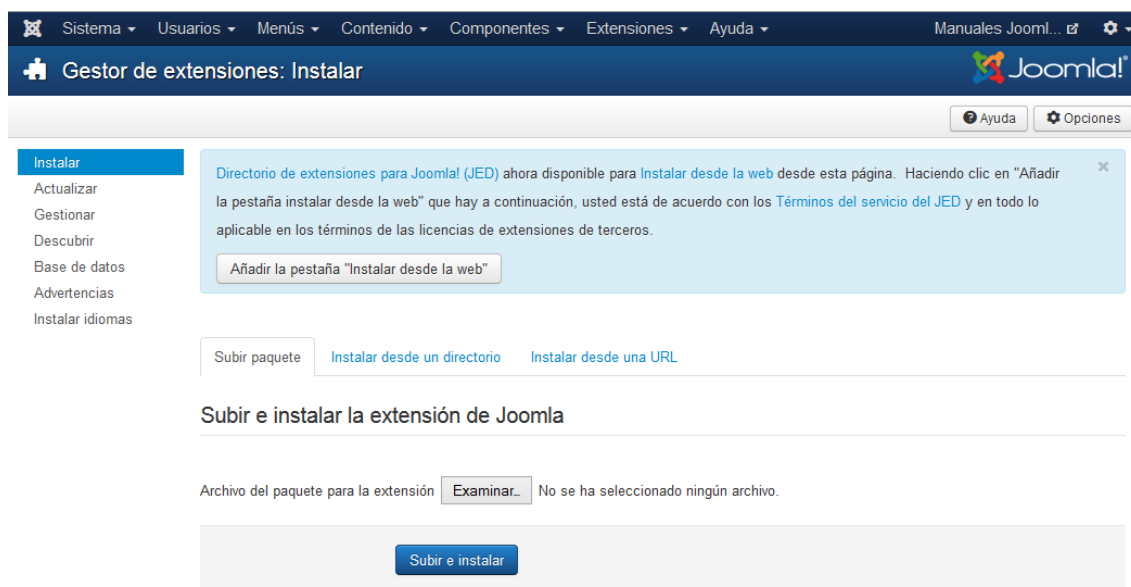 Sistema Usuarios Menús Contenido Componentes Extensiones Ayuda Manuales Jooml...
Gestor de extensiones: Instalar Joomla!
Ayuda Opciones
Instalar
Actualizar
Gestionar
Descubrir
Base de datos
Advertencias
Instalar idiomas
Directorio de extensiones para Joomla! (JED) ahora disponible para Instalar desde la web desde esta página. Haciendo clic en "Añadir
la pestaña instalar desde la web" que hay a continuación, usted está de acuerdo con los Términos del servicio del JED y en todo lo
aplicable en los términos de las licencias de extensiones de terceros.
Añadir la pestaña "Instalar desde la web"
Subir paquete Instalar desde un directorio Instalar desde una URL
Subir e instalar la extensión de Joomla
Archivo del paquete para la extensión Examinar... No se ha seleccionado ningún archivo.
Subir e instalar